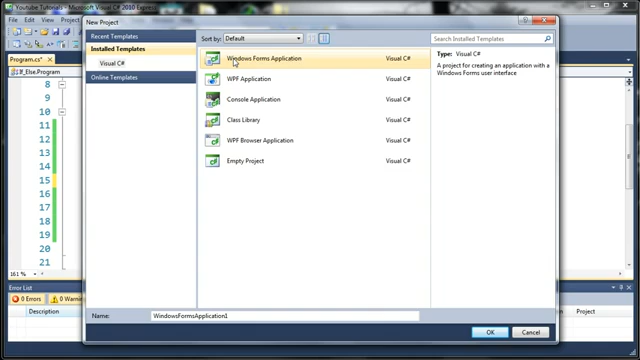 Youtube Tutorials - Microsoft Visual C# 2010 Express
File
New Project
Program.cs*
If_Else.Program
Recent Templates
Installed Templates
Visual C#
Online Templates
Sort by: Default
Search Installed Templates
Windows Forms Application Visual C#
WPF Application Visual C#
Console Application Visual C#
Class Library Visual C#
WPF Browser Application Visual C#
Empty Project Visual C#
Type: Visual C#
A project for creating an application with a
Windows Forms user interface
8
9
10
11
12
13
14
15
16
17
18
19
20
21
161 %
Error List
0 Errors
0 Warnin
Description
Project
Name: WindowsFormsApplication1
OK
Cancel